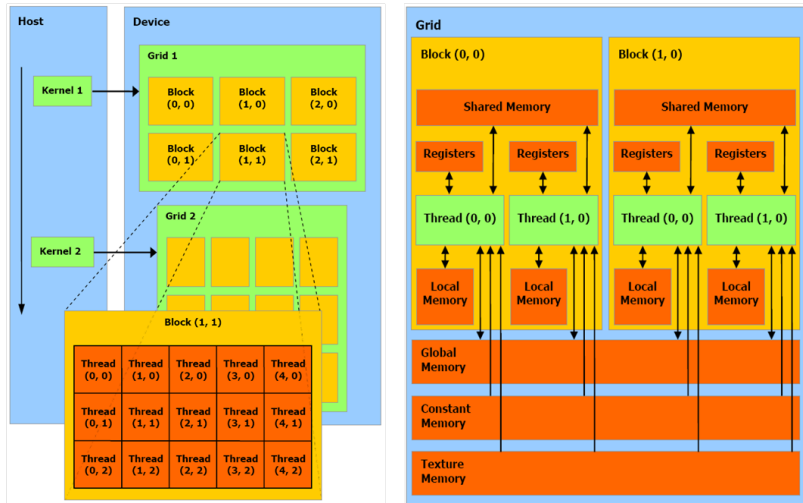 Host
Device
Grid 1
Kernel 1
Block
(0, 0)
Block
(1, 0)
Block
(2, 0)
Block
(0, 1)
Block
(1, 1)
Block
(2, 1)
Grid 2
Kernel 2
Block (1, 1)
Thread
(0, 0)
Thread
(1, 0)
Thread
(2, 0)
Thread
(3, 0)
Thread
(4, 0)
Thread
(0, 1)
Thread
(1, 1)
Thread
(2, 1)
Thread
(3, 1)
Thread
(4, 1)
Thread
(0, 2)
Thread
(1, 2)
Thread
(2, 2)
Thread
(3, 2)
Thread
(4, 2)
Grid
Block (0, 0)
Block (1, 0)
Shared Memory
Shared Memory
Registers
Registers
Registers
Registers
Thread (0, 0)
Thread (1, 0)
Thread (0, 0)
Thread (1, 0)
Local
Memory
Local
Memory
Local
Memory
Local
Memory
Global
Memory
Constant
Memory
Texture
Memory